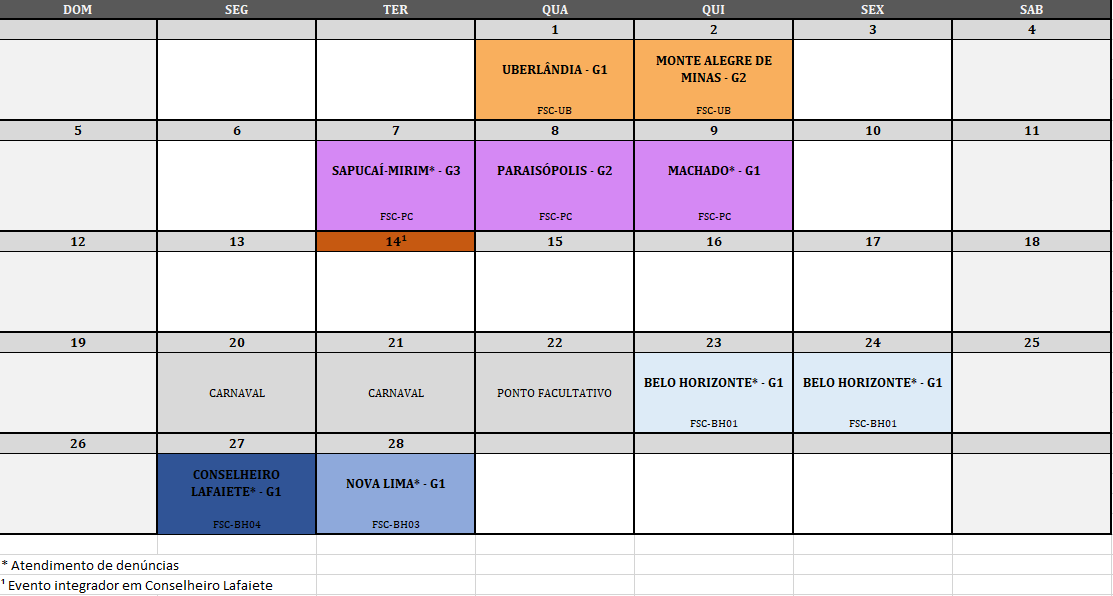 DOM SEG TER QUA QUI SEX SAB
1 2 3 4
UBERLÂNDIA - G1
FSC-UB
MONTE ALEGRE DE
MINAS - G2
FSC-UB
5 6 7 8 9 10 11
SAPUCAÍ-MIRIM* - G3
FSC-PC
PARAISÓPOLIS - G2
FSC-PC
MACHADO* - G1
FSC-PC
12 13 14¹ 15 16 17 18
19 20 21 22 23 24 25
CARNAVAL
CARNAVAL
PONTO FACULTATIVO
BELO HORIZONTE* - G1
FSC-BH01
BELO HORIZONTE* - G1
FSC-BH01
26 27 28
CONSELHEIRO
LAFAIETE* - G1
FSC-BH04
NOVA LIMA* - G1
FSC-BH03
* Atendimento de denúncias
¹ Evento integrador em Conselheiro Lafaiete